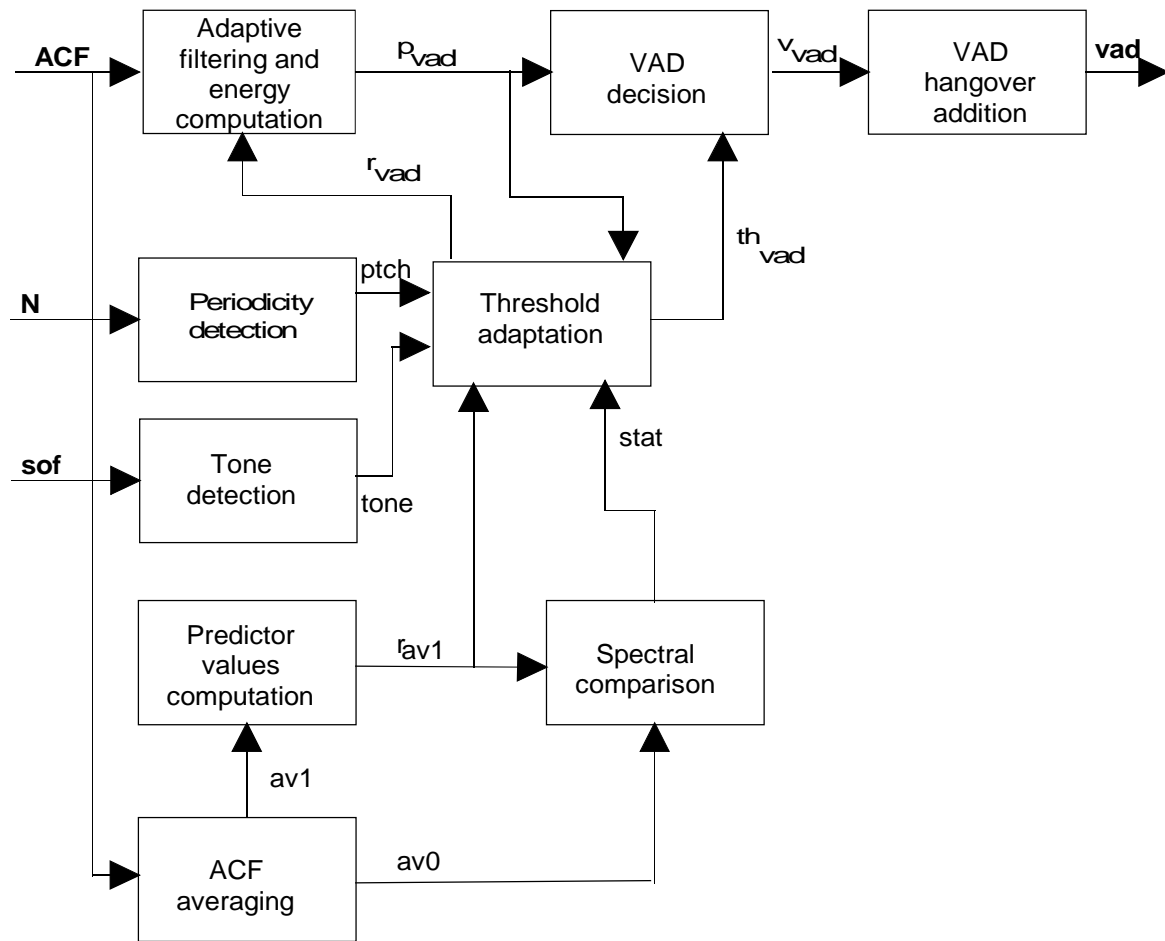 ACF
Adaptive
filtering and
energy
computation
pvad
VAD
decision
vvad
VAD
hangover
addition
vad
rvad
thvad
N
Periodicity
detection
ptch
Threshold
adaptation
sof
Tone
detection
tone
stat
Predictor
values
computation
rav1
Spectral
comparison
av1
ACF
averaging
av0